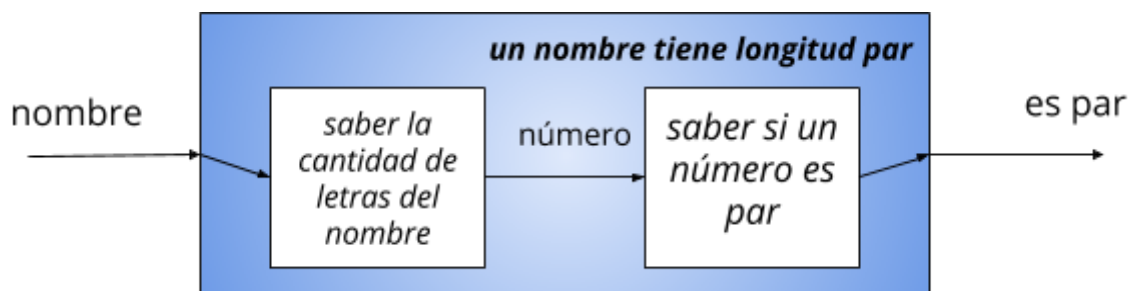 un nombre tiene longitud par
nombre
saber la
cantidad de
letras del
nombre
número
saber si un
número es
par
es par